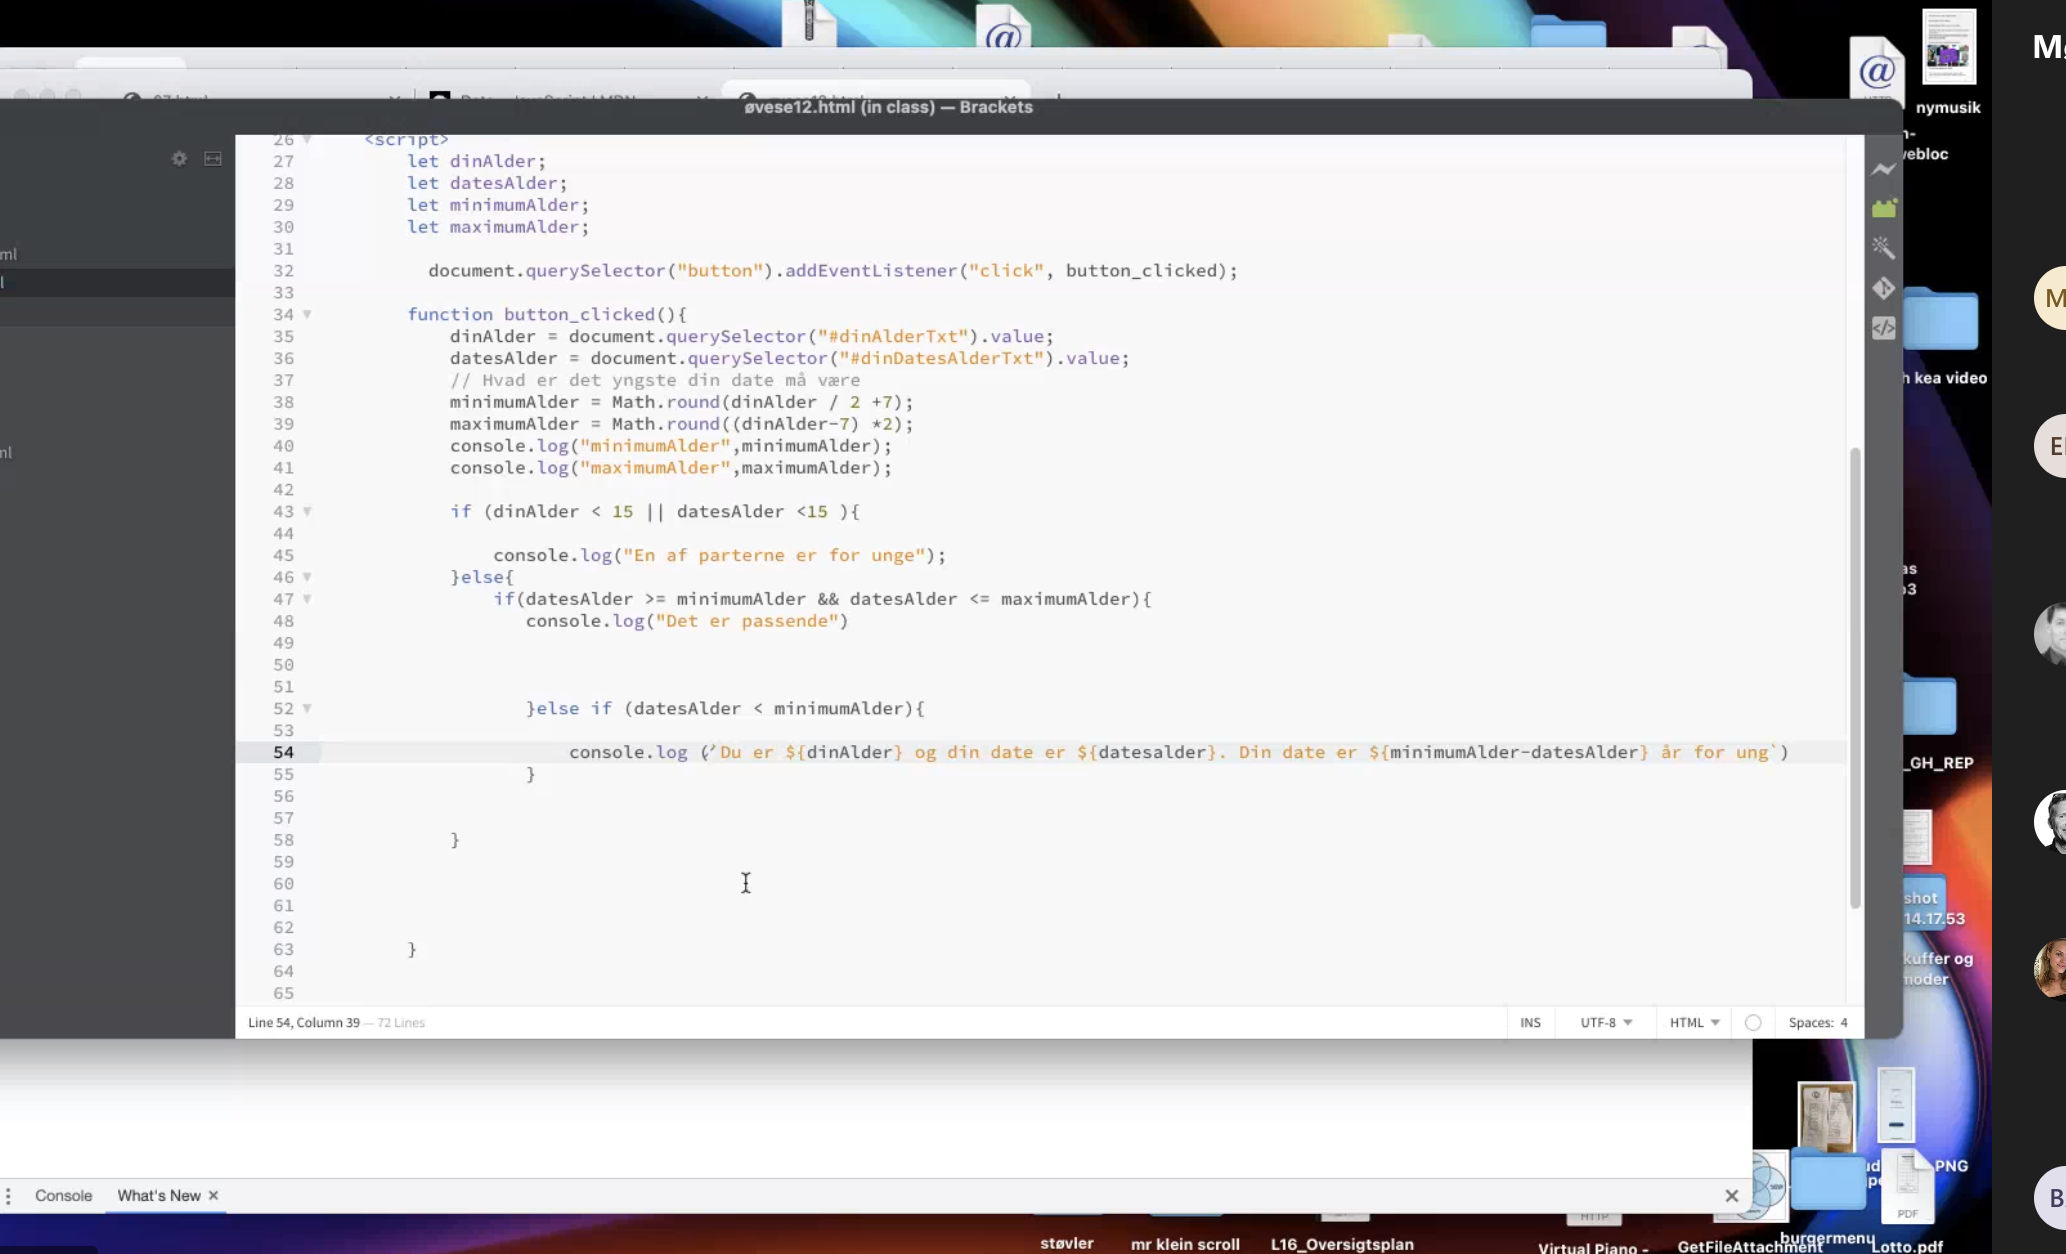 nymusik
webloc
øvese12.html (in class) — Brackets
26 <script>
27 let dinAlder;
28 let datesAlder;
29 let minimumAlder;
30 let maximumAlder;
31
32 document.querySelector("button").addEventListener("click", button_clicked);
33
34 function button_clicked(){
35 dinAlder = document.querySelector("#dinAlderTxt").value;
36 datesAlder = document.querySelector("#dinDatesAlderTxt").value;
37 // Hvad er det yngste din date må være
38 minimumAlder = Math.round(dinAlder / 2 +7);
39 maximumAlder = Math.round((dinAlder-7) *2);
40 console.log("minimumAlder",minimumAlder);
41 console.log("maximumAlder",maximumAlder);
42
43 if (dinAlder < 15 || datesAlder <15 ){
44
45 console.log("En af parterne er for unge");
46 }else{
47 if(datesAlder >= minimumAlder && datesAlder <= maximumAlder){
48 console.log("Det er passende")
49
50
51
52 }else if (datesAlder < minimumAlder){
53
54 console.log (`Du er ${dinAlder} og din date er ${datesalder}. Din date er ${minimumAlder-datesAlder} år for ung`)
55 }
56
57
58 }
59
60
61
62
63 }
64
65
Line 54, Column 39 — 72 Lines
INS
UTF-8
HTML
Spaces: 4
h kea video
_GH_REP
shot
14.17.53
kuffer og
moder
PNG
PDF
HTTP
Console
What's New ×
støvler
mr klein scroll
L16_Oversigtsplan
Virtual Piano -
GetFileAttachment
burgermenu
Lotto.pdf
M
B